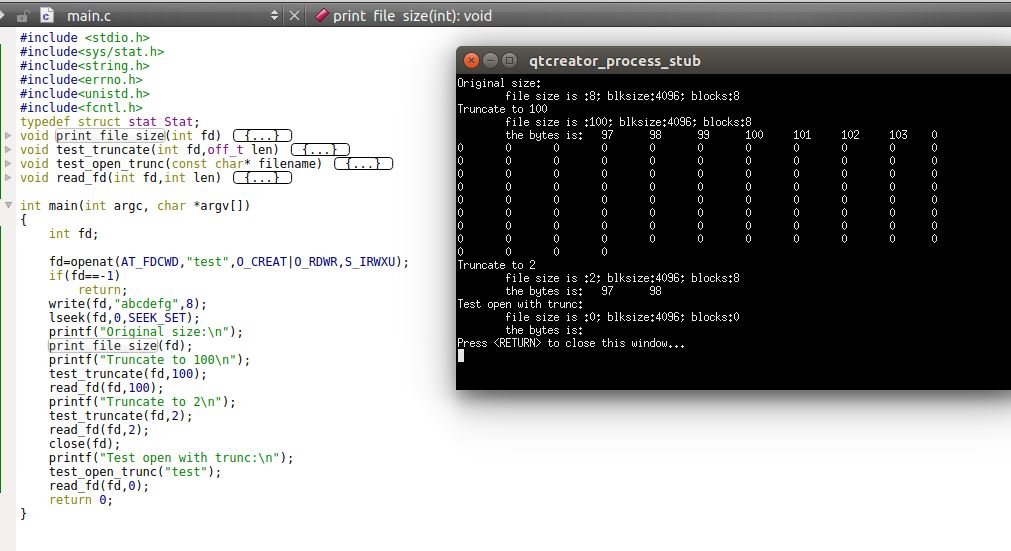 main.c print_file_size(int): void
#include <stdio.h>
#include<sys/stat.h>
#include<string.h>
#include<errno.h>
#include<unistd.h>
#include<fcntl.h>
typedef struct stat Stat;
void print_file_size(int fd) {...}
void test_truncate(int fd,off_t len) {...}
void test_open_trunc(const char* filename) {...}
void read_fd(int fd,int len) {...}
int main(int argc, char *argv[])
{
int fd;
fd=openat(AT_FDCWD,"test",O_CREAT|O_RDWR,S_IRWXU);
if(fd==-1)
return;
write(fd,"abcdefg",8);
lseek(fd,0,SEEK_SET);
printf("Original size:\n");
print_file_size(fd);
printf("Truncate to 100\n");
test_truncate(fd,100);
read_fd(fd,100);
printf("Truncate to 2\n");
test_truncate(fd,2);
read_fd(fd,2);
close(fd);
printf("Test open with trunc:\n");
test_open_trunc("test");
read_fd(fd,0);
return 0;
}
qtcreator_process_stub
Original size:
file size is :8; blksize:4096; blocks:8
Truncate to 100
file size is :100; blksize:4096; blocks:8
the bytes is: 97 98 99 100 101 102 103 0
0 0 0 0 0 0 0 0 0 0 0
0 0 0 0 0 0 0 0 0 0 0
0 0 0 0 0 0 0 0 0 0 0
0 0 0 0 0 0 0 0 0 0 0
0 0 0 0 0 0 0 0 0 0 0
0 0 0 0 0 0 0 0 0 0 0
0 0 0 0 0 0 0 0 0 0 0
0 0 0 0 0 0 0 0 0 0 0
0 0 0 0
Truncate to 2
file size is :2; blksize:4096; blocks:8
the bytes is: 97 98
Test open with trunc:
file size is :0; blksize:4096; blocks:0
the bytes is:
Press <RETURN> to close this window...